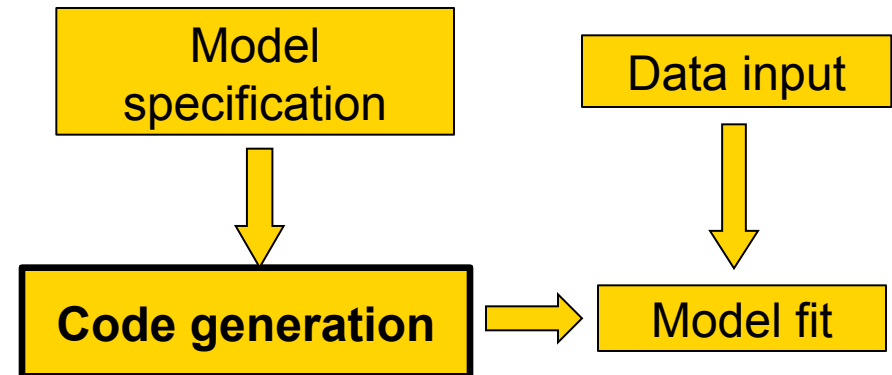 Model
specification
Data input
Code generation
Model fit